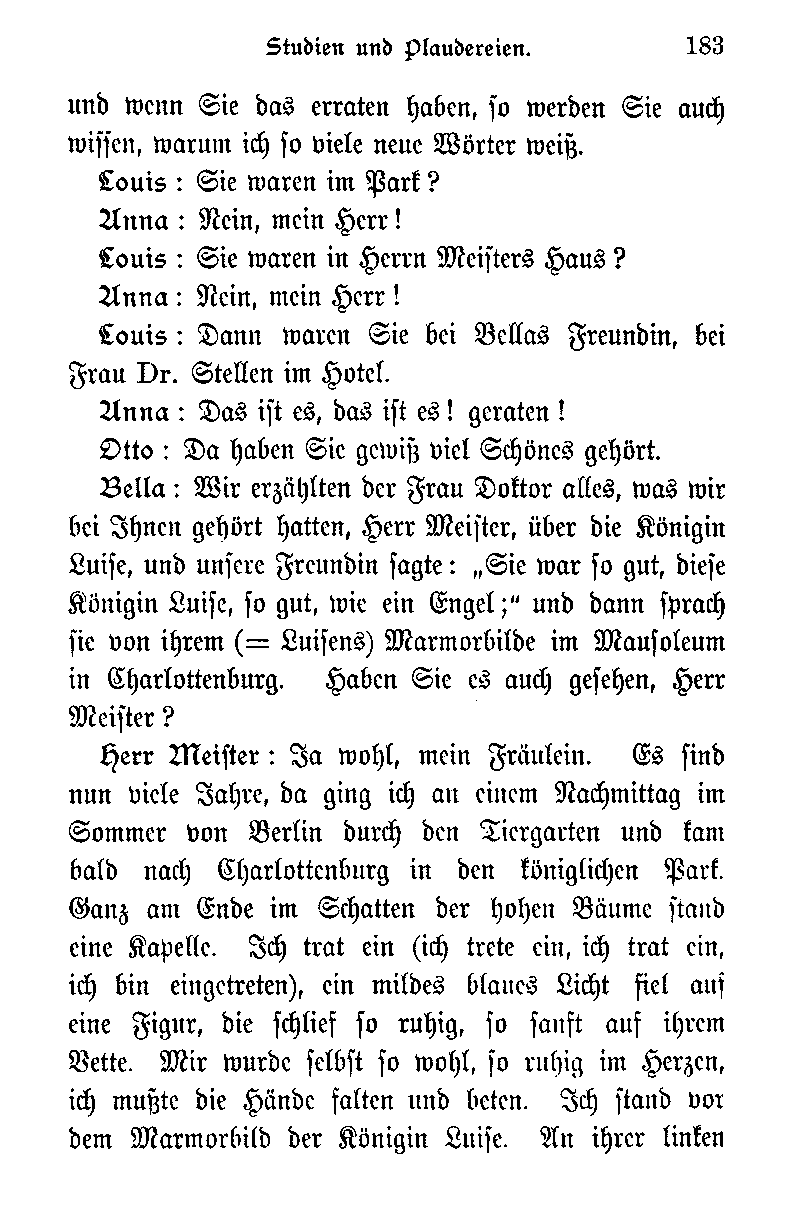 Studien und Plaudereien. 183
und wenn Sie das erraten haben, so werden Sie auch
wissen, warum ich so viele neue Wörter weiß.
Louis : Sie waren im Park ?
Anna : Nein, mein Herr !
Louis : Sie waren in Herrn Meisters Haus ?
Anna : Nein, mein Herr !
Louis : Dann waren Sie bei Bellas Freundin, bei
Frau Dr. Stellen im Hotel.
Anna : Das ist es, das ist es ! geraten !
Otto : Da haben Sie gewiß viel Schönes gehört.
Bella : Wir erzählten der Frau Doktor alles, was wir
bei Ihnen gehört hatten, Herr Meister, über die Königin
Luise, und unsere Freundin sagte : „Sie war so gut, diese
Königin Luise, so gut, wie ein Engel ;“ und dann sprach
sie von ihrem (= Luisens) Marmorbilde im Mausoleum
in Charlottenburg. Haben Sie es auch gesehen, Herr
Meister ?
Herr Meister : Ja wohl, mein Fräulein. Es sind
nun viele Jahre, da ging ich an einem Nachmittag im
Sommer von Berlin durch den Tiergarten und kam
bald nach Charlottenburg in den königlichen Park.
Ganz am Ende im Schatten der hohen Bäume stand
eine Kapelle. Ich trat ein (ich trete ein, ich trat ein,
ich bin eingetreten), ein mildes blaues Licht fiel auf
eine Figur, die schlief so ruhig, so sanft auf ihrem
Bette. Mir wurde selbst so wohl, so ruhig im Herzen,
ich mußte die Hände falten und beten. Ich stand vor
dem Marmorbild der Königin Luise. An ihrer linken